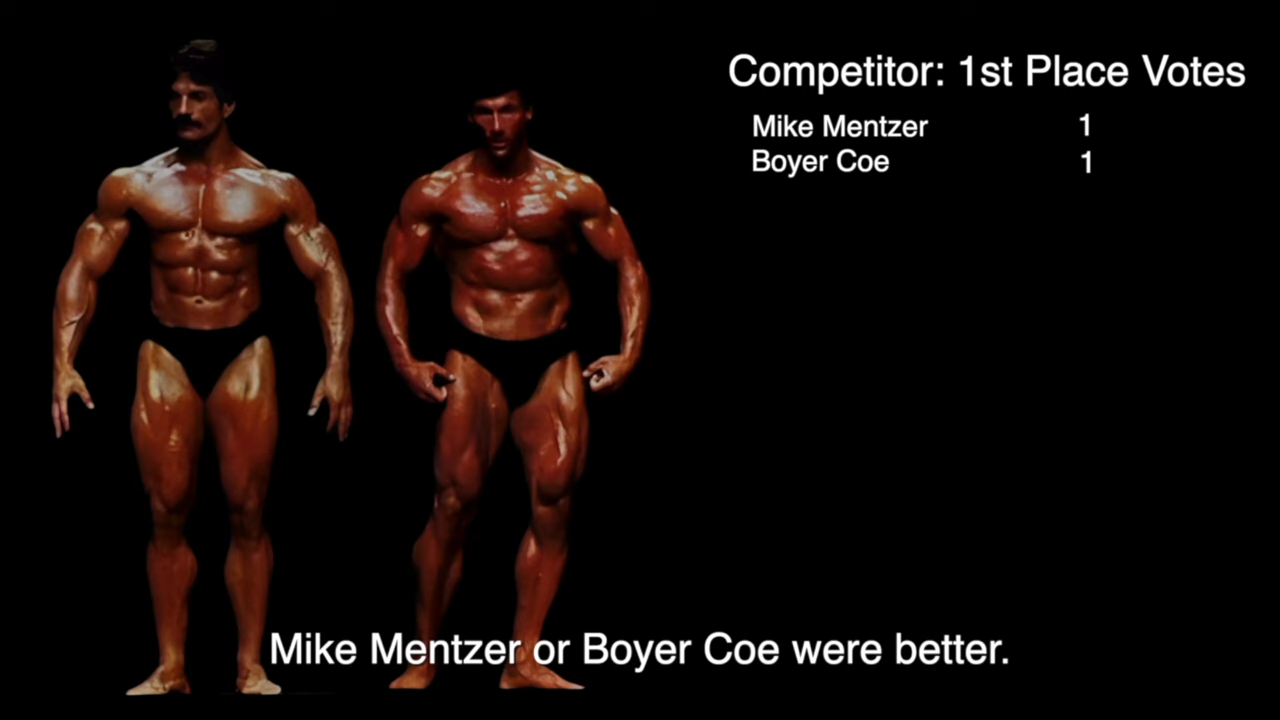 Competitor: 1st Place Votes
Mike Mentzer 1
Boyer Coe 1
Mike Mentzer or Boyer Coe were better.